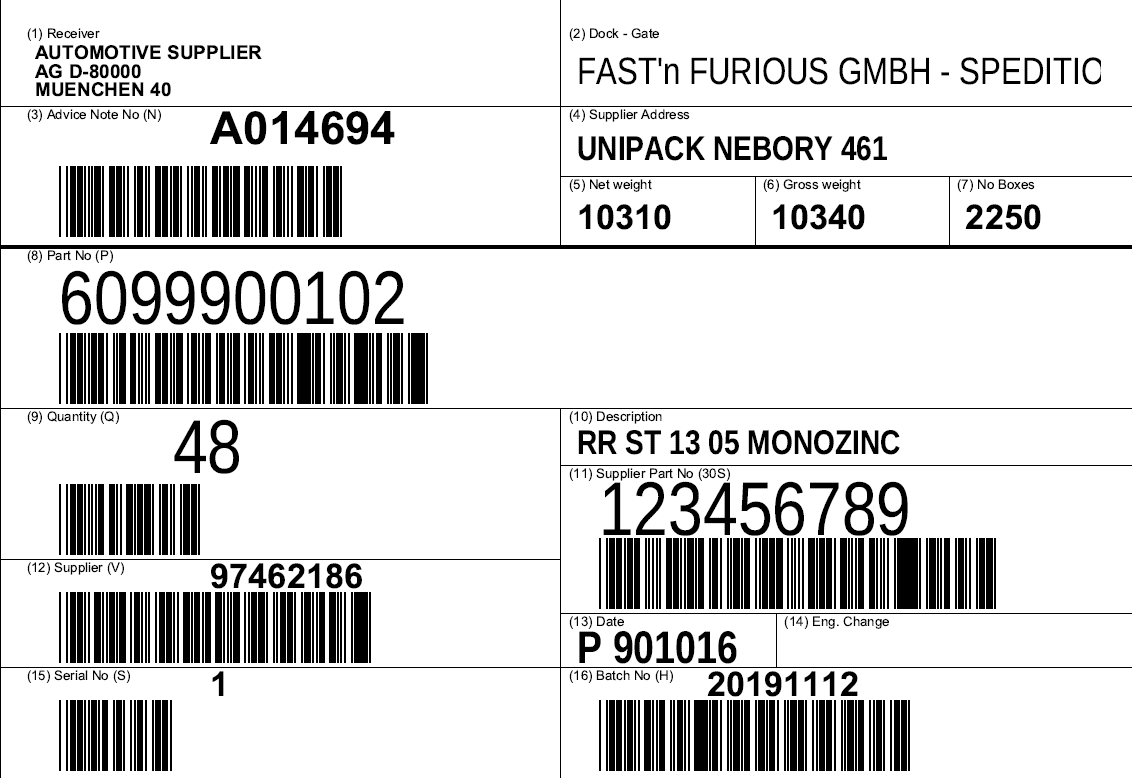 (1) Receiver
AUTOMOTIVE SUPPLIER
AG D-80000
MUENCHEN 40
(2) Dock - Gate
FAST'n FURIOUS GMBH - SPEDITIO
(3) Advice Note No (N)
A014694
(4) Supplier Address
UNIPACK NEBORY 461
(5) Net weight
10310
(6) Gross weight
10340
(7) No Boxes
2250
(8) Part No (P)
6099900102
(9) Quantity (Q)
48
(10) Description
RR ST 13 05 MONOZINC
(11) Supplier Part No (30S)
123456789
(12) Supplier (V)
97462186
(13) Date
P 901016
(14) Eng. Change
(15) Serial No (S)
1
(16) Batch No (H)
20191112